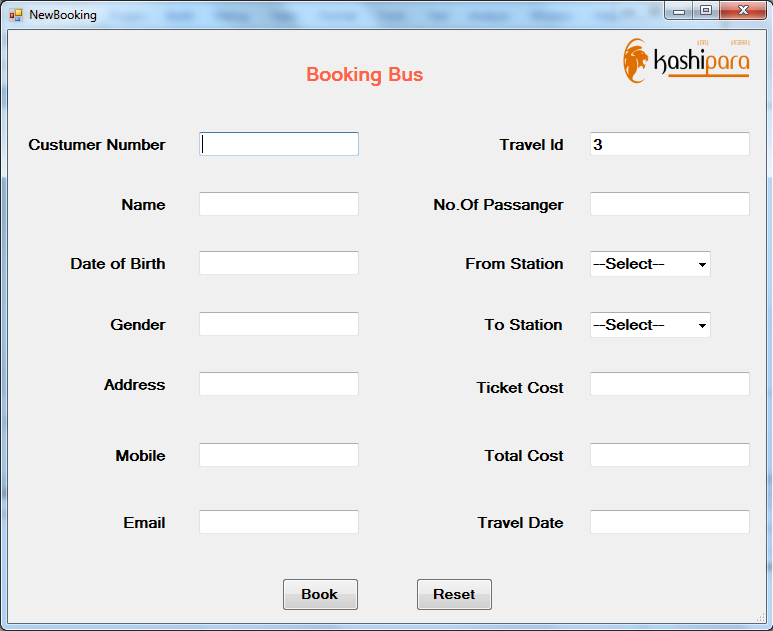 NewBooking
kashipara
Booking Bus
Custumer Number
Travel Id 3
Name
No.Of Passanger
Date of Birth
From Station --Select--
Gender
To Station --Select--
Address
Ticket Cost
Mobile
Total Cost
Email
Travel Date
Book
Reset